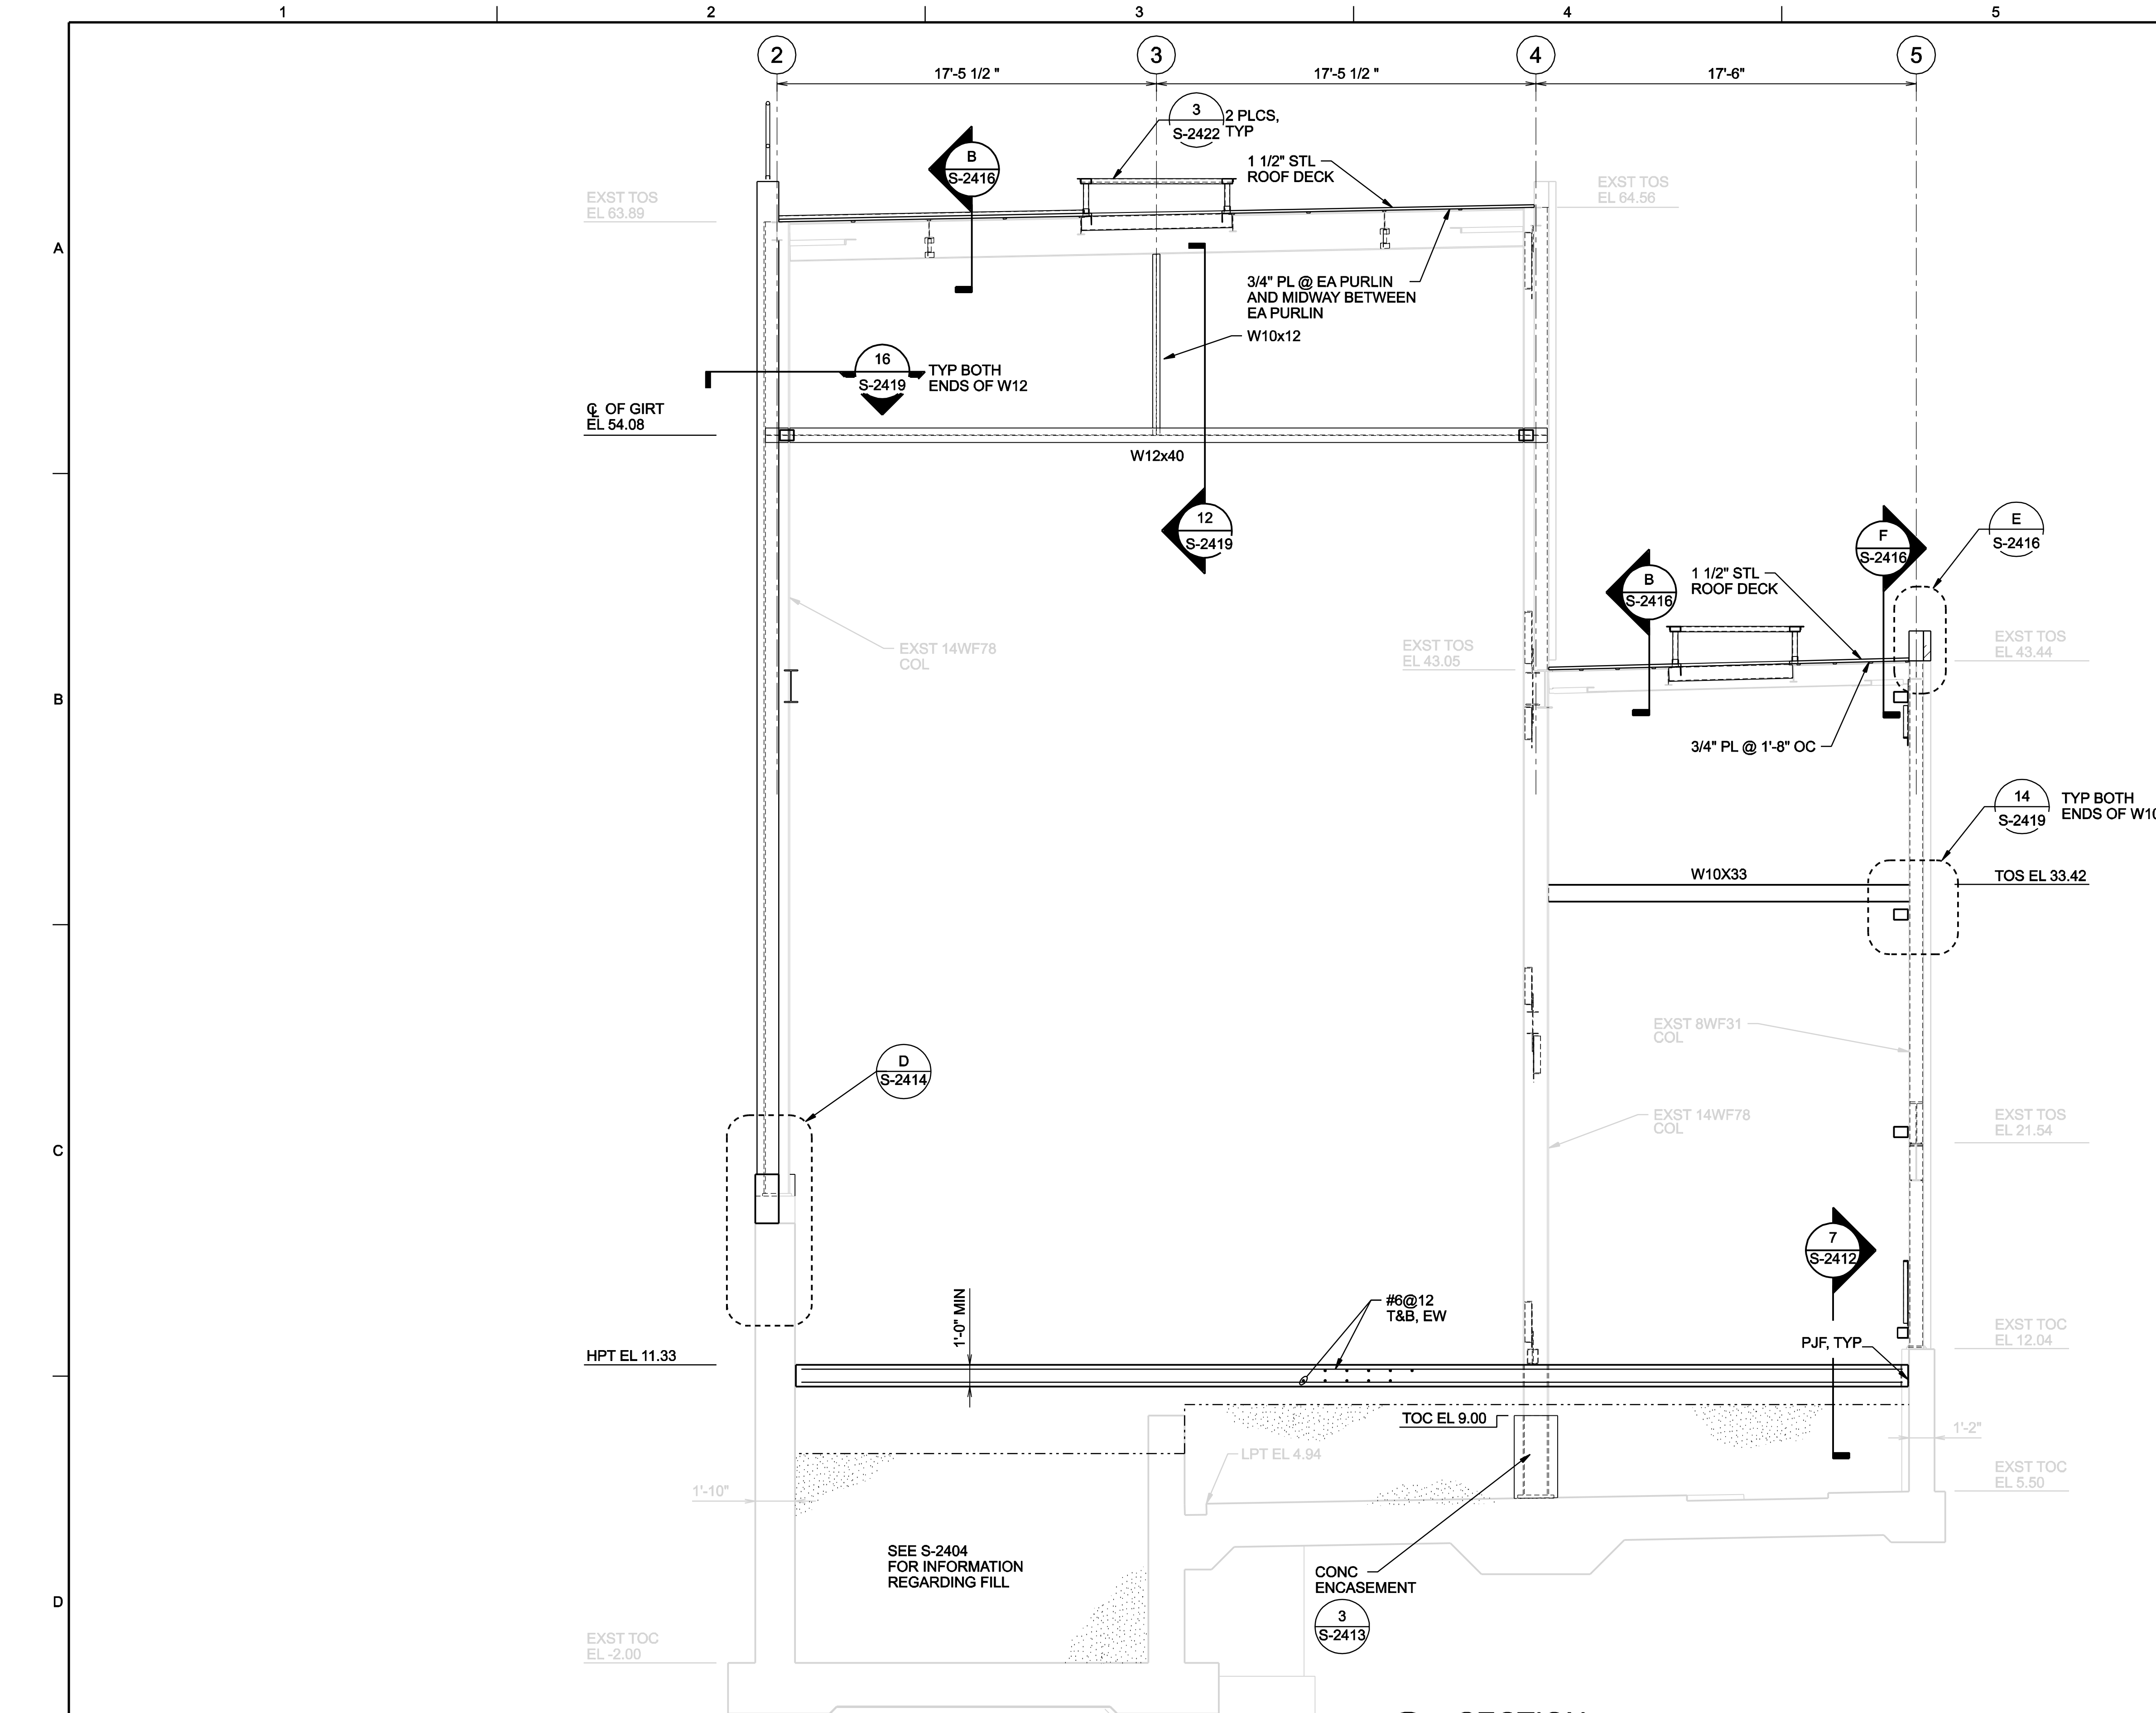 1
2
3
4
5
2
3
4
5
17'-5 1/2 "
17'-5 1/2 "
17'-6"
3
S-2422
2 PLCS,
TYP
B
S-2416
1 1/2" STL
ROOF DECK
EXST TOS
EL 63.89
EXST TOS
EL 64.56
A
3/4" PL @ EA PURLIN
AND MIDWAY BETWEEN
EA PURLIN
W10x12
16
S-2419
TYP BOTH
ENDS OF W12
℄ OF GIRT
EL 54.08
W12x40
12
S-2419
E
S-2416
F
S-2416
B
S-2416
1 1/2" STL
ROOF DECK
EXST 14WF78
COL
EXST TOS
EL 43.05
EXST TOS
EL 43.44
B
3/4" PL @ 1'-8" OC
14
S-2419
TYP BOTH
ENDS OF W10
W10X33
TOS EL 33.42
EXST 8WF31
COL
D
S-2414
EXST 14WF78
COL
EXST TOS
EL 21.54
C
7
S-2412
1'-0" MIN
#6@12
T&B, EW
EXST TOC
EL 12.04
PJF, TYP
HPT EL 11.33
TOC EL 9.00
1'-2"
LPT EL 4.94
EXST TOC
EL 5.50
1'-10"
SEE S-2404
FOR INFORMATION
REGARDING FILL
CONC
ENCASEMENT
3
S-2413
D
EXST TOC
EL -2.00
SECTION